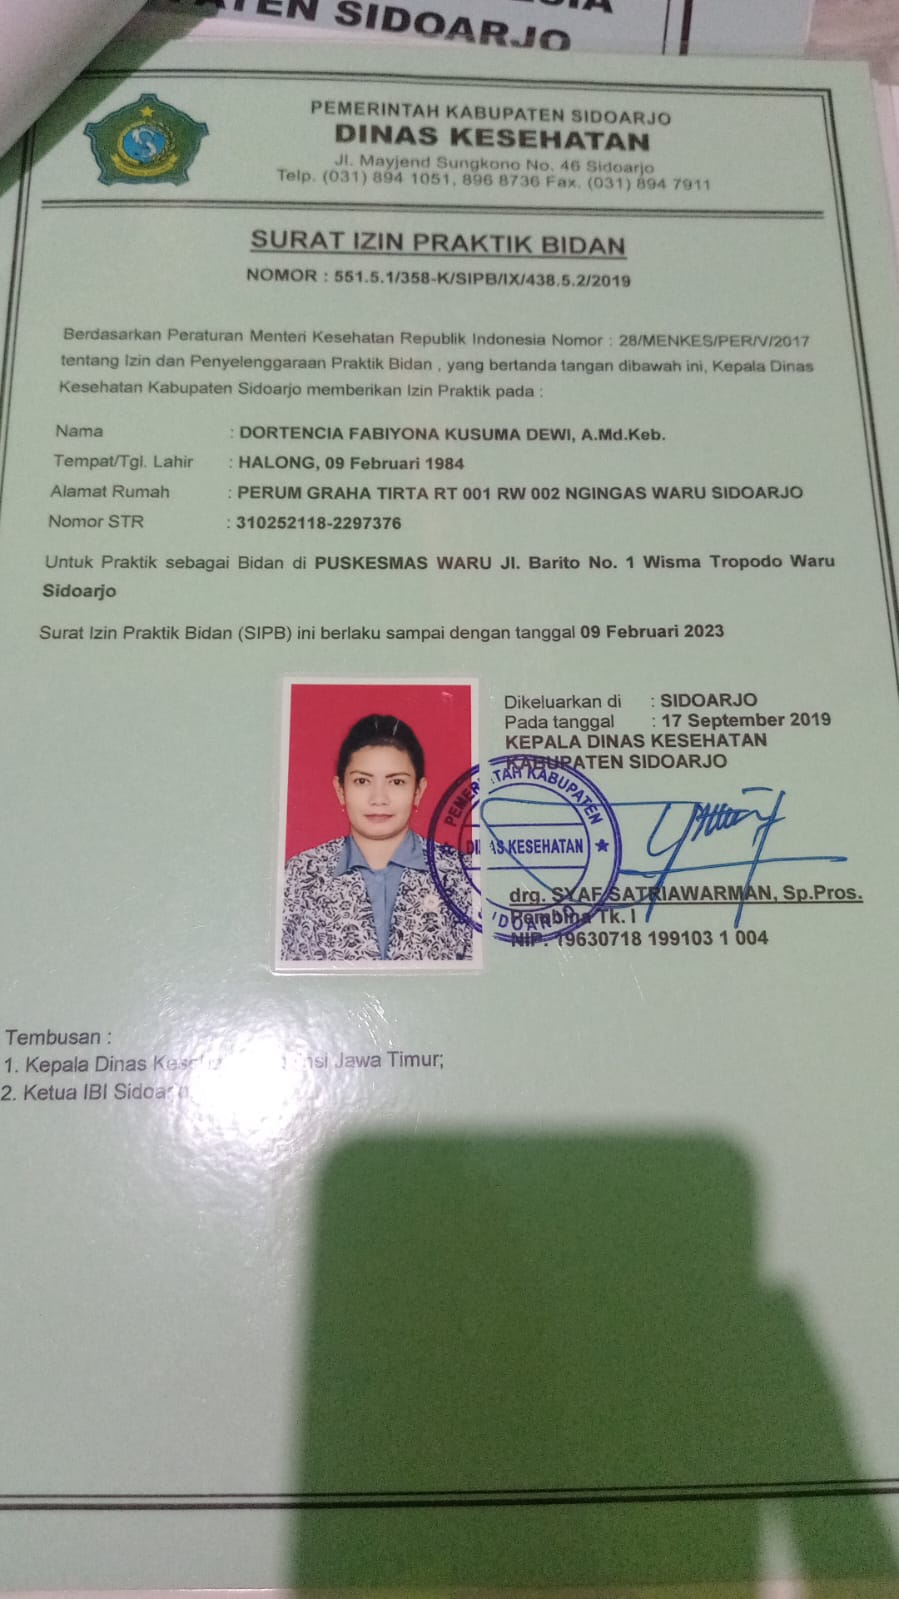 ATEN SIDOARJO
PEMERINTAH KABUPATEN SIDOARJO
DINAS KESEHATAN
Jl. Mayjend Sungkono No. 46 Sidoarjo
Telp. (031) 894 1051, 896 8736 Fax. (031) 894 7911
SURAT IZIN PRAKTIK BIDAN
NOMOR : 551.5.1/358-K/SIPB/IX/438.5.2/2019
Berdasarkan Peraturan Menteri Kesehatan Republik Indonesia Nomor : 28/MENKES/PER/V/2017
tentang Izin dan Penyelenggaraan Praktik Bidan , yang bertanda tangan dibawah ini, Kepala Dinas
Kesehatan Kabupaten Sidoarjo memberikan Izin Praktik pada :
Nama : DORTENCIA FABIYONA KUSUMA DEWI, A.Md.Keb.
Tempat/Tgl. Lahir : HALONG, 09 Februari 1984
Alamat Rumah : PERUM GRAHA TIRTA RT 001 RW 002 NGINGAS WARU SIDOARJO
Nomor STR : 310252118-2297376
Untuk Praktik sebagai Bidan di PUSKESMAS WARU Jl. Barito No. 1 Wisma Tropodo Waru
Sidoarjo
Surat Izin Praktik Bidan (SIPB) ini berlaku sampai dengan tanggal 09 Februari 2023
Dikeluarkan di : SIDOARJO
Pada tanggal : 17 September 2019
KEPALA DINAS KESEHATAN
KABUPATEN SIDOARJO
PEMERINTAH KABUPATEN
DINAS KESEHATAN
SIDOARJO
drg. SYAF SATRIAWARMAN, Sp.Pros.
Pembina Tk. I
NIP. 19630718 199103 1 004
Tembusan :
1. Kepala Dinas Jawa Timur;
2. Ketua IBI